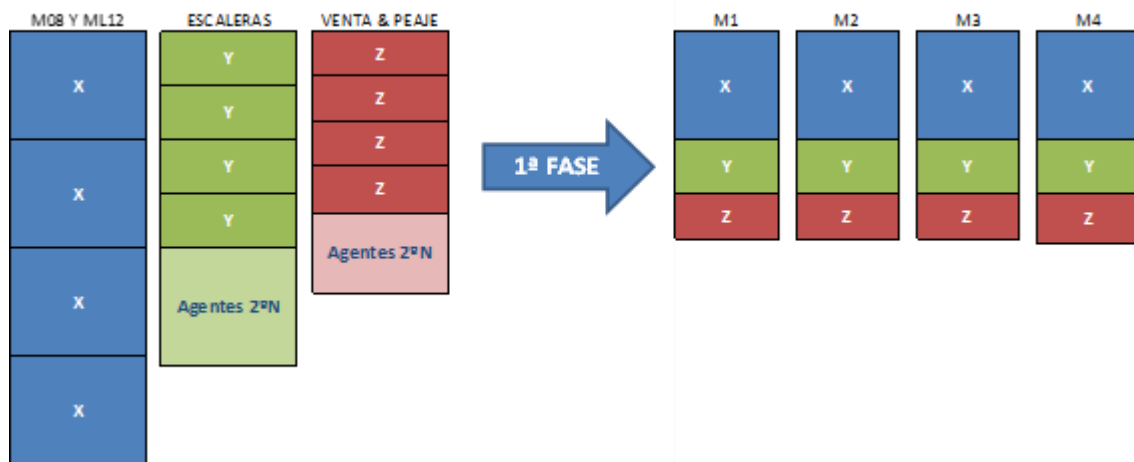 M08 Y ML12
ESCALERAS
VENTA & PEAJE
X
X
X
X
Y
Y
Y
Y
Agentes 2ºN
Z
Z
Z
Z
Agentes 2ºN
1ª FASE
M1
M2
M3
M4
X
X
X
X
Y
Y
Y
Y
Z
Z
Z
Z